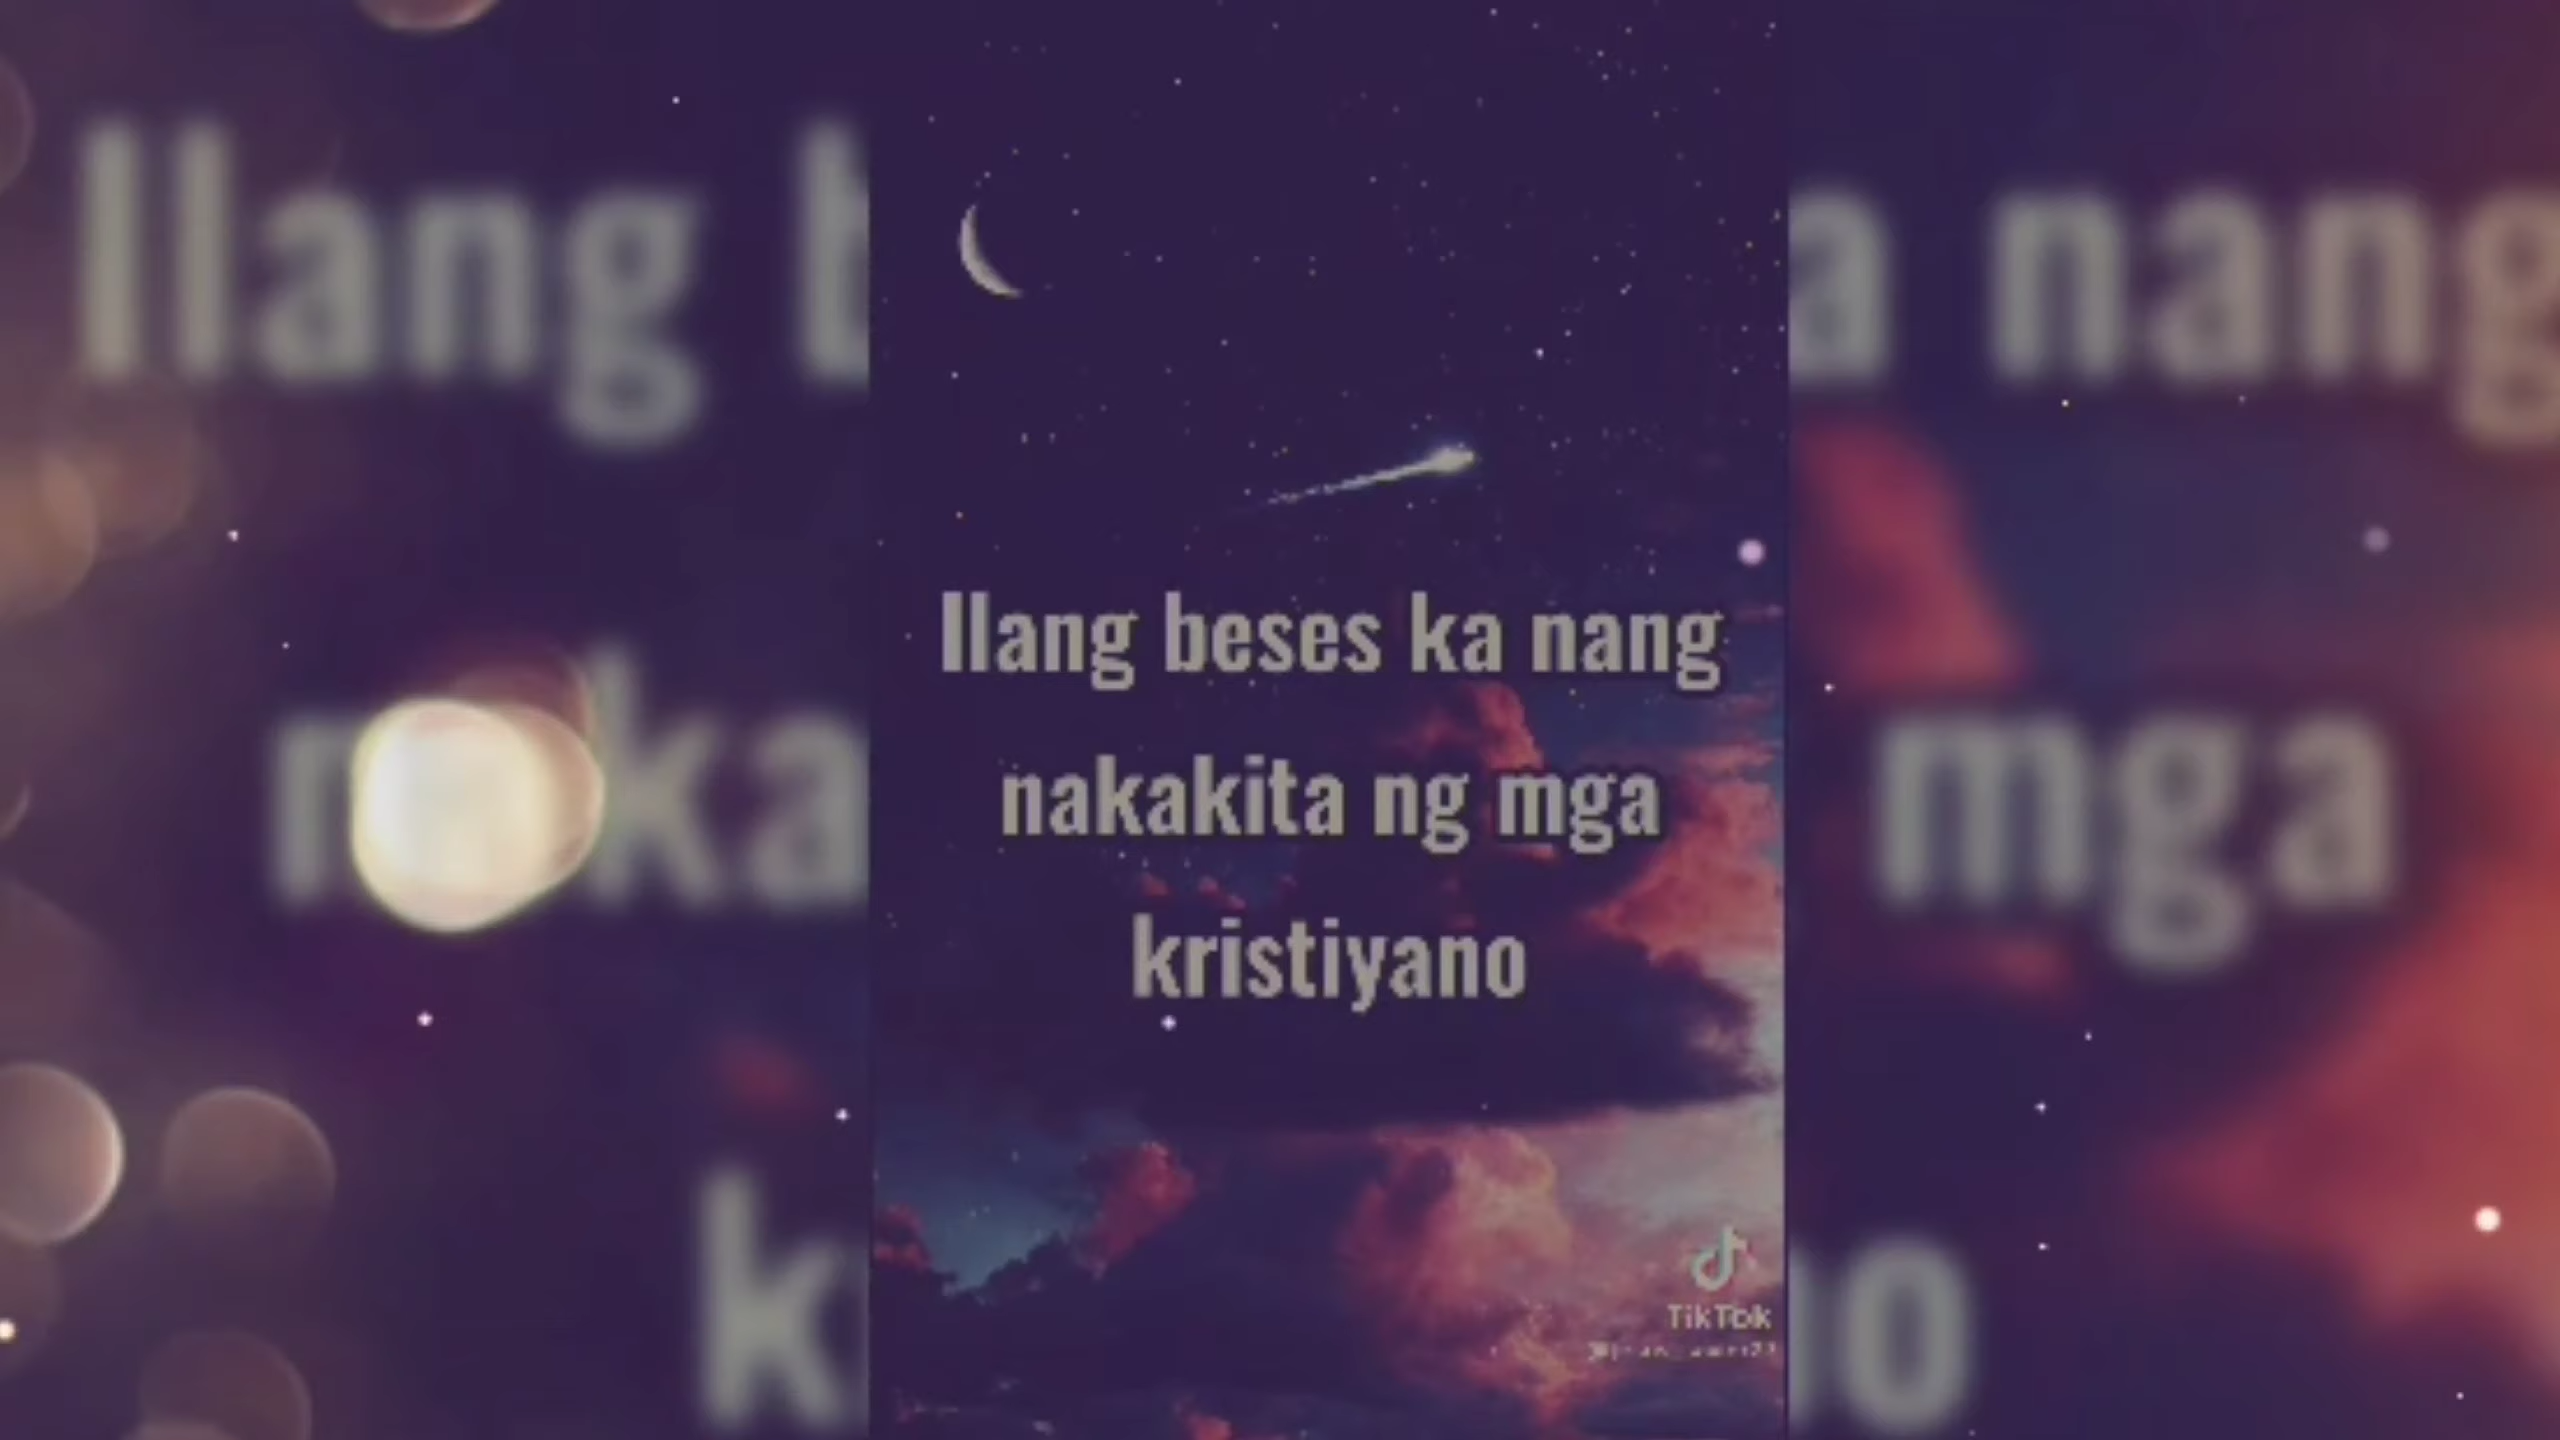 Ilang beses ka nang
nakakita ng mga
kristiyano
TikTok